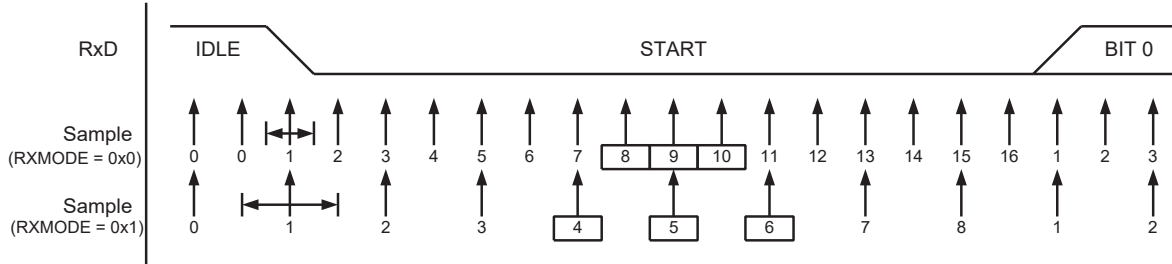 RxD IDLE START BIT 0
Sample
(RXMODE = 0x0)
0 0 1 2 3 4 5 6 7 8 9 10 11 12 13 14 15 16 1 2 3
Sample
(RXMODE = 0x1)
0 1 2 3 4 5 6 7 8 1 2